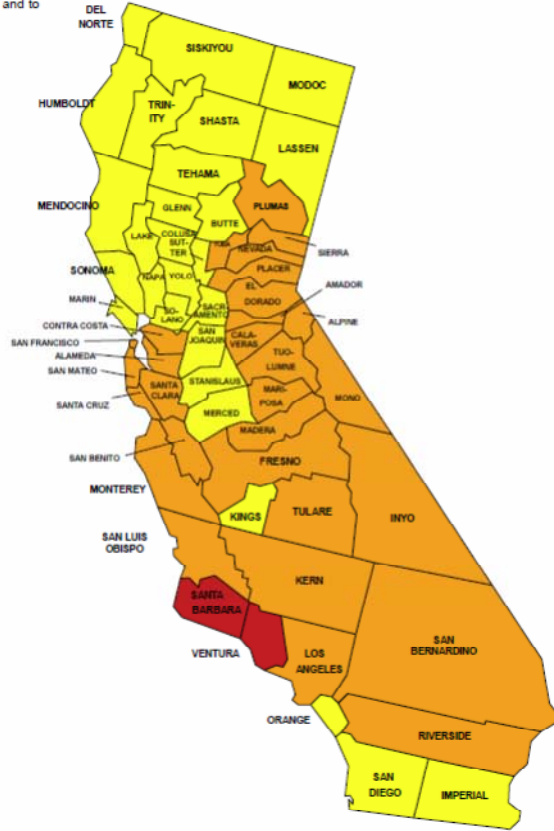 and to
DEL
NORTE
SISKIYOU
MODOC
HUMBOLDT
TRIN-
ITY
SHASTA
LASSEN
TEHAMA
MENDOCINO
PLUMAS
GLENN
BUTTE
LAKE
COLUSA
SUT-
TER
YUBA
NEVADA
SIERRA
SONOMA
NAPA
YOLO
PLACER
EL
DORADO
AMADOR
MARIN
SO-
LANO
SACR-
AMENTO
ALPINE
CONTRA COSTA
SAN
JOAQUIN
CALA-
VERAS
SAN FRANCISCO
ALAMEDA
TUO-
LUMNE
SAN MATEO
SANTA
CLARA
STANISLAUS
MARI-
POSA
MONO
SANTA CRUZ
MERCED
MADERA
SAN BENITO
FRESNO
MONTEREY
KINGS
TULARE
INYO
SAN LUIS
OBISPO
KERN
SANTA
BARBARA
SAN
BERNARDINO
VENTURA
LOS
ANGELES
ORANGE
RIVERSIDE
SAN
DIEGO
IMPERIAL